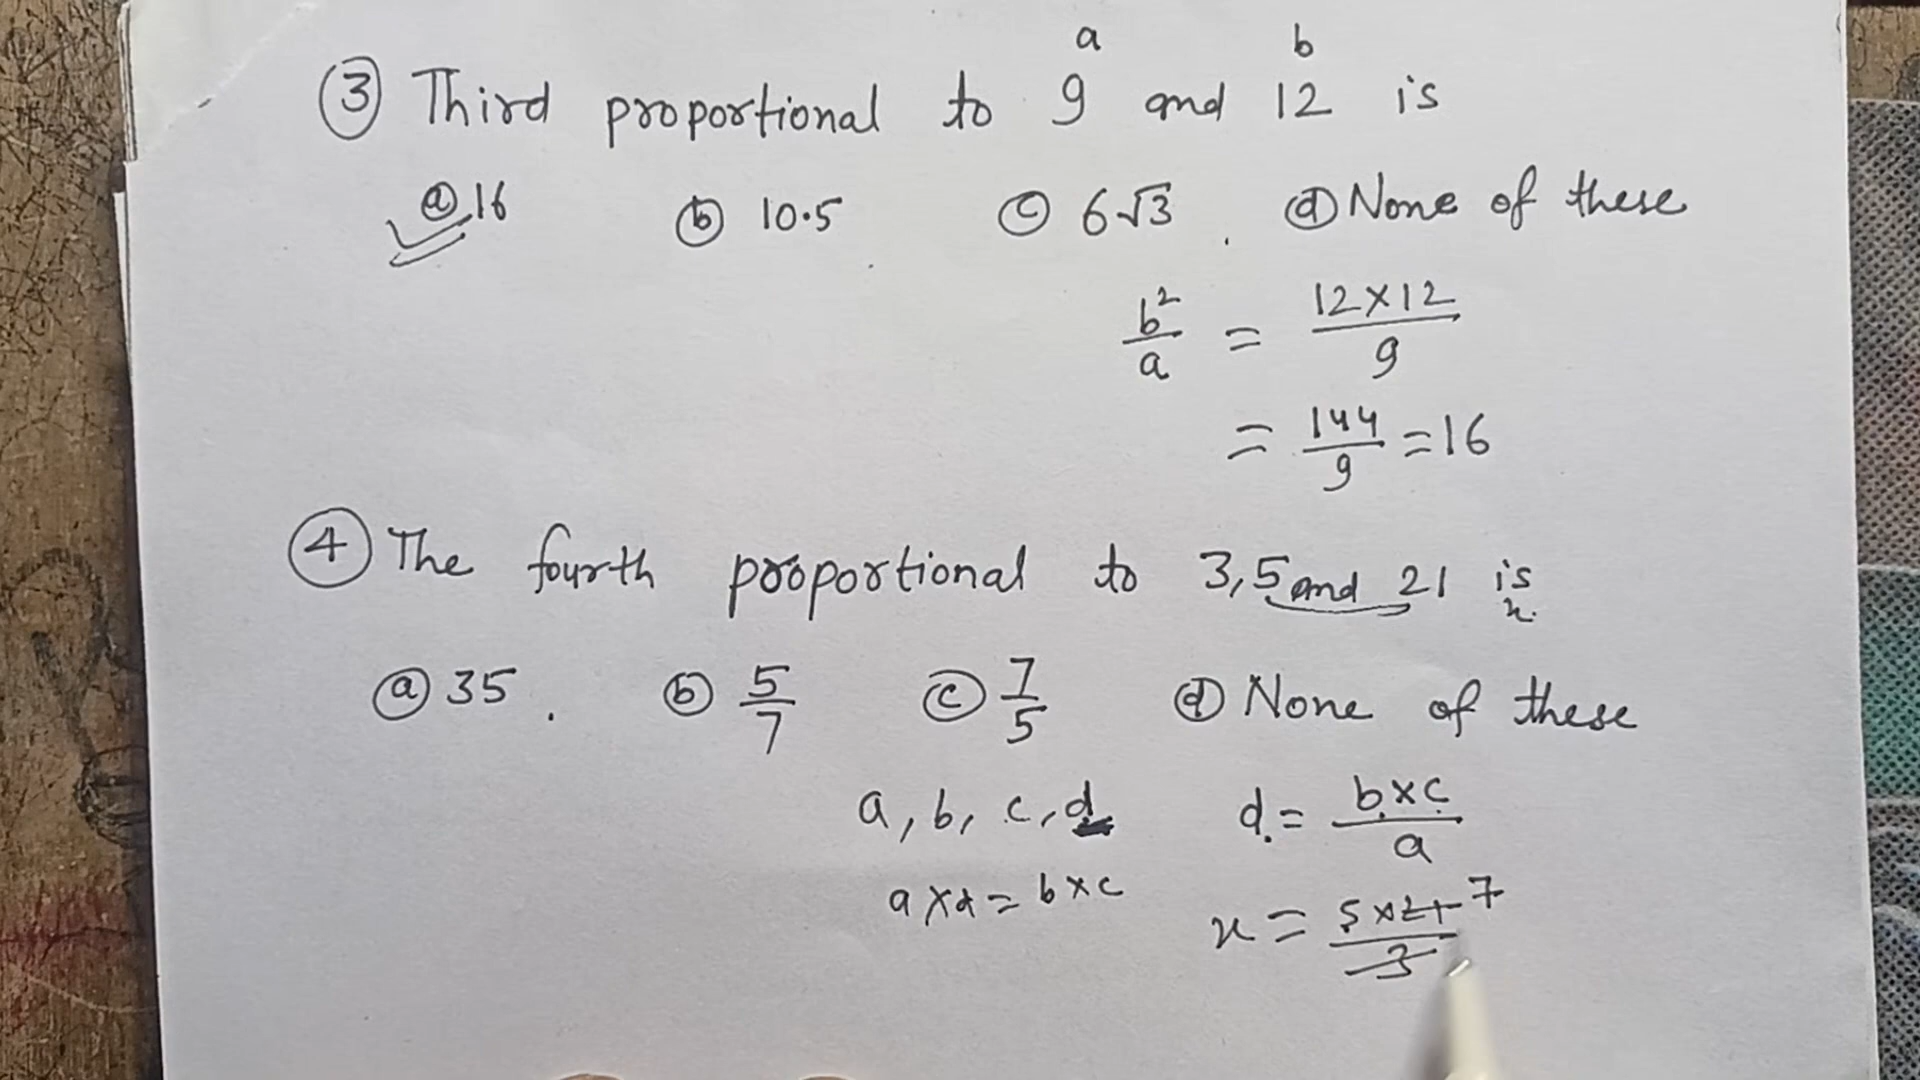 a b
③ Third proportional to 9 and 12 is
ⓐ 16 ⓑ 10.5 ⓒ 6√3 ⓓ None of these
b²/a = 12×12/9
= 144/9 = 16
④ The fourth proportional to 3, 5 and 21 is
x.
ⓐ 35. ⓑ 5/7 ⓒ 7/5 ⓓ None of these
a, b, c, d d = b×c/a
a×d = b×c x = 5×21 7/3